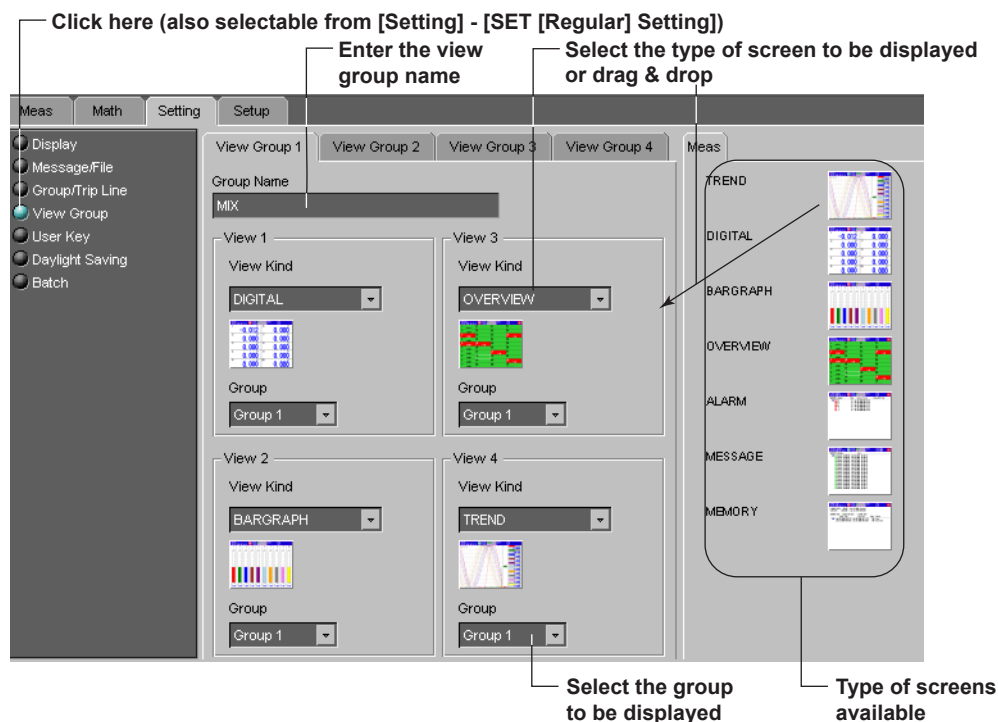 Click here (also selectable from [Setting] - [SET [Regular] Setting])
Enter the view
group name
Select the type of screen to be displayed
or drag & drop
Meas
Math
Setting
Setup
Display
Message/File
Group/Trip Line
View Group
User Key
Daylight Saving
Batch
View Group 1
View Group 2
View Group 3
View Group 4
Group Name
MIX
View 1
View Kind
DIGITAL
Group
Group 1
View 3
View Kind
OVERVIEW
Group
Group 1
View 2
View Kind
BARGRAPH
Group
Group 1
View 4
View Kind
TREND
Group
Group 1
Meas
TREND
DIGITAL
BARGRAPH
OVERVIEW
ALARM
MESSAGE
MEMORY
Select the group
to be displayed
Type of screens
available